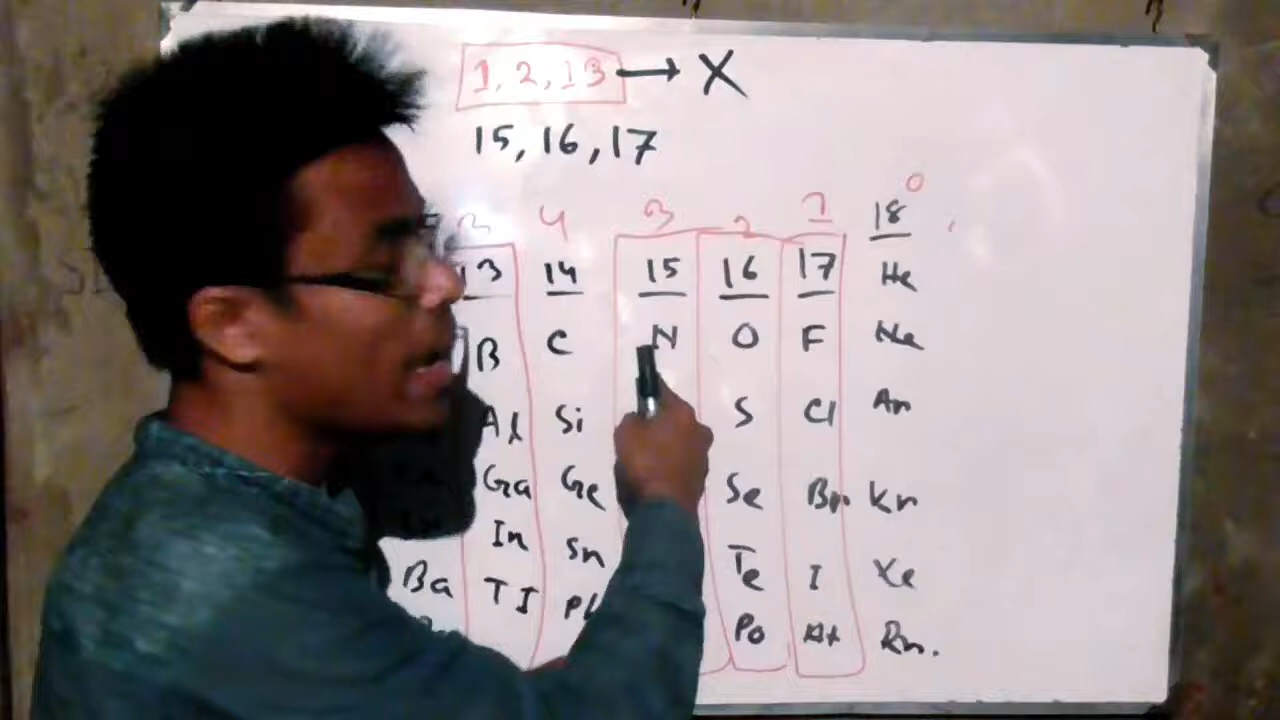 1, 2, 13 → X
15, 16, 17
3 4 3 2 1 0
13 14 15 16 17 18
He
B C N O F Ne
Al Si S Cl Ar
Ga Ge Se Br Kr
In Sn
Ba Tl Te I Xe
Po At Rn.